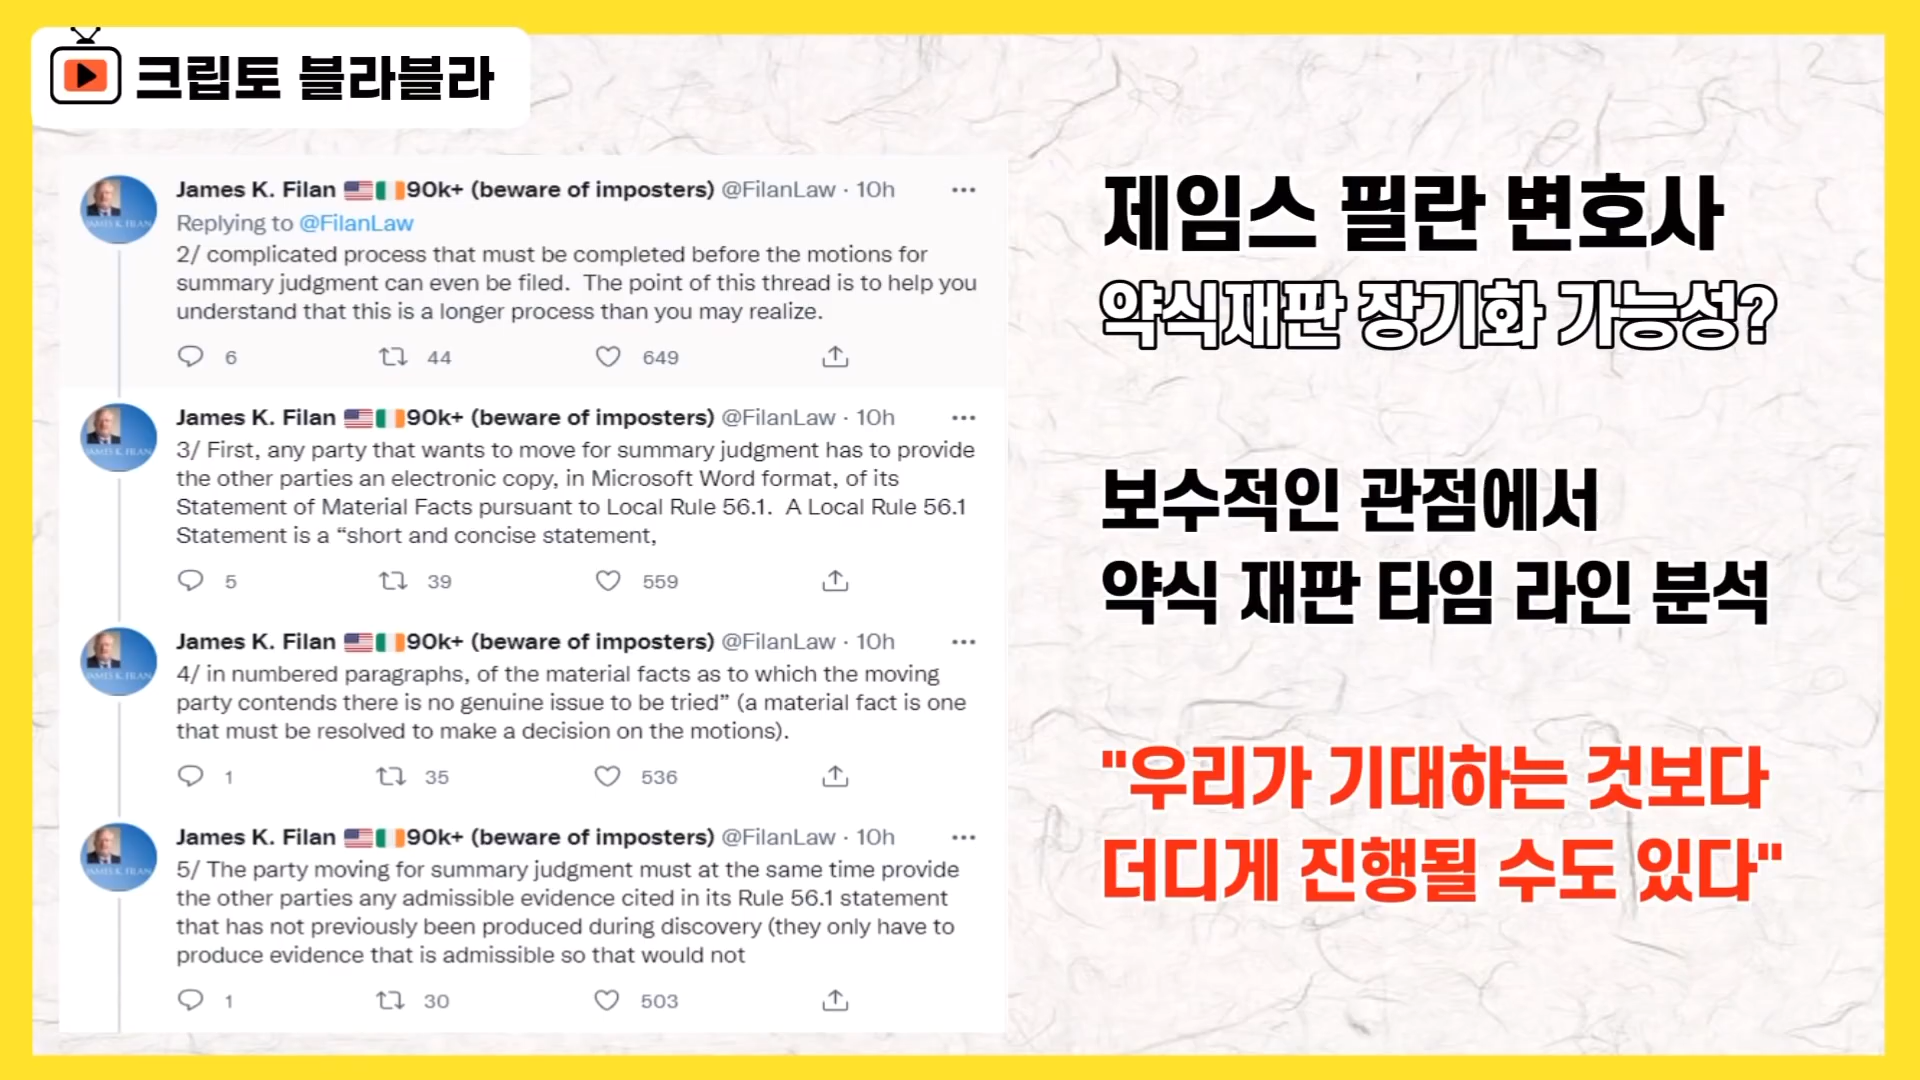 크립토 블라블라
James K. Filan 🇺🇸🇮🇪90k+ (beware of imposters) @FilanLaw · 10h
Replying to @FilanLaw
2/ complicated process that must be completed before the motions for
summary judgment can even be filed.  The point of this thread is to help you
understand that this is a longer process than you may realize.
6 44 649
James K. Filan 🇺🇸🇮🇪90k+ (beware of imposters) @FilanLaw · 10h
3/ First, any party that wants to move for summary judgment has to provide
the other parties an electronic copy, in Microsoft Word format, of its
Statement of Material Facts pursuant to Local Rule 56.1.  A Local Rule 56.1
Statement is a “short and concise statement,
5 39 559
James K. Filan 🇺🇸🇮🇪90k+ (beware of imposters) @FilanLaw · 10h
4/ in numbered paragraphs, of the material facts as to which the moving
party contends there is no genuine issue to be tried” (a material fact is one
that must be resolved to make a decision on the motions).
1 35 536
James K. Filan 🇺🇸🇮🇪90k+ (beware of imposters) @FilanLaw · 10h
5/ The party moving for summary judgment must at the same time provide
the other parties any admissible evidence cited in its Rule 56.1 statement
that has not previously been produced during discovery (they only have to
produce evidence that is admissible so that would not
1 30 503
제임스 필란 변호사
약식재판 장기화 가능성?
보수적인 관점에서
약식 재판 타임 라인 분석
"우리가 기대하는 것보다
더디게 진행될 수도 있다"